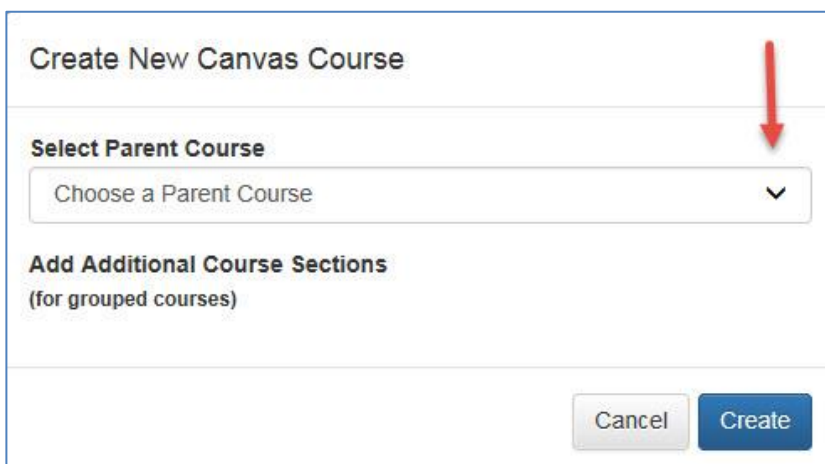 Create New Canvas Course
Select Parent Course
Choose a Parent Course
Add Additional Course Sections
(for grouped courses)
Cancel
Create